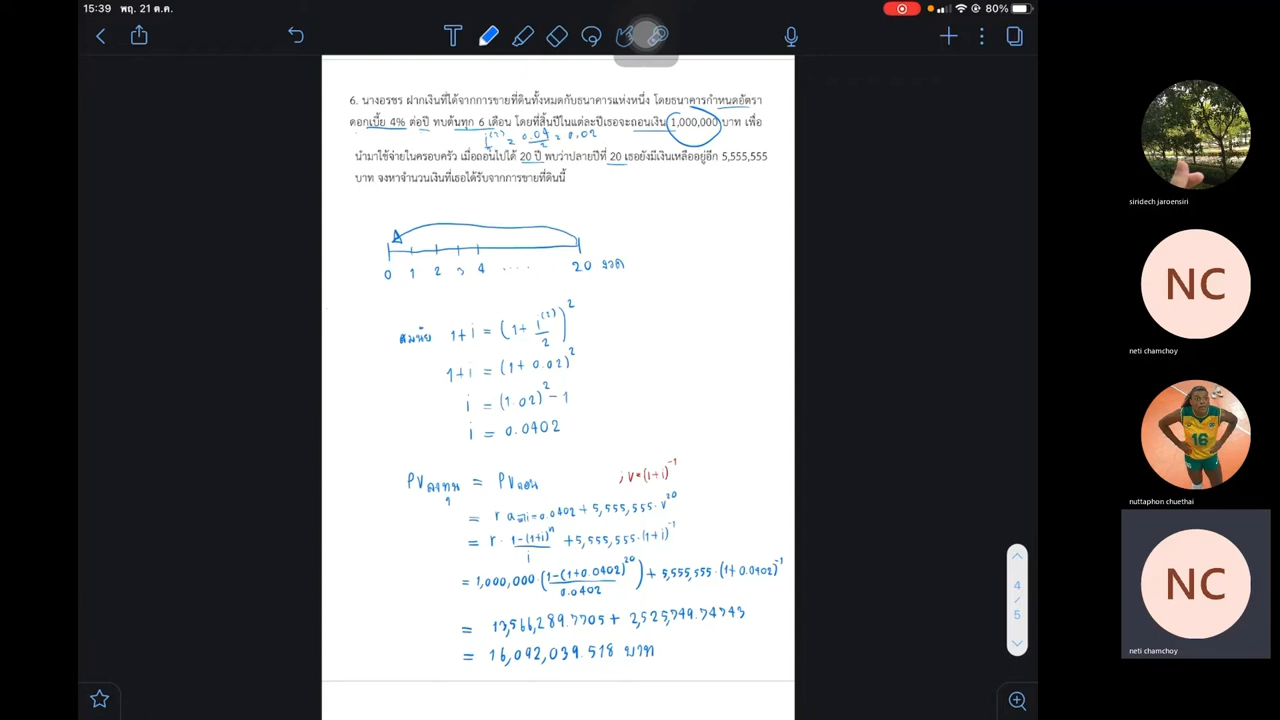 15:39 พฤ. 21 ต.ค.
80%
T
6. นางอรชร ฝากเงินที่ได้จากการขายที่ดินทั้งหมดกับธนาคารแห่งหนึ่ง โดยธนาคารกำหนดอัตรา
ดอกเบี้ย 4% ต่อปี ทบต้นทุก 6 เดือน โดยที่สิ้นปีในแต่ละปีเธอจะถอนเงิน 1,000,000 บาท เพื่อ
นำมาใช้จ่ายในครอบครัว เมื่อถอนไปได้ 20 ปี พบว่าปลายปีที่ 20 เธอยังมีเงินเหลืออยู่อีก 5,555,555
บาท จงหาจำนวนเงินที่เธอได้รับจากการขายที่ดินนี้
0 1 2 3 4 .... 20 งวด
สมนัย 1+i = (1+ i^(2)/2)^2
1+i = (1+0.02)^2
i = (1.02)^2 - 1
i = 0.0402
PV ลงทุน = PV ถอน ; v=(1+i)^-1
= r a i=0.0402 + 5,555,555·v^20
= r · 1-(1+i)^n / i + 5,555,555·(1+i)^-1
= 1,000,000·(1-(1+0.0402)^20 / 0.0402) + 5,555,555·(1+0.0402)^-1
= 13,566,289.7705 + 2,525,749.74743
= 16,092,039.518 บาท
4
5
siridech jaroensiri
NC
neti chamchoy
16
nuttaphon chuethai
NC
neti chamchoy